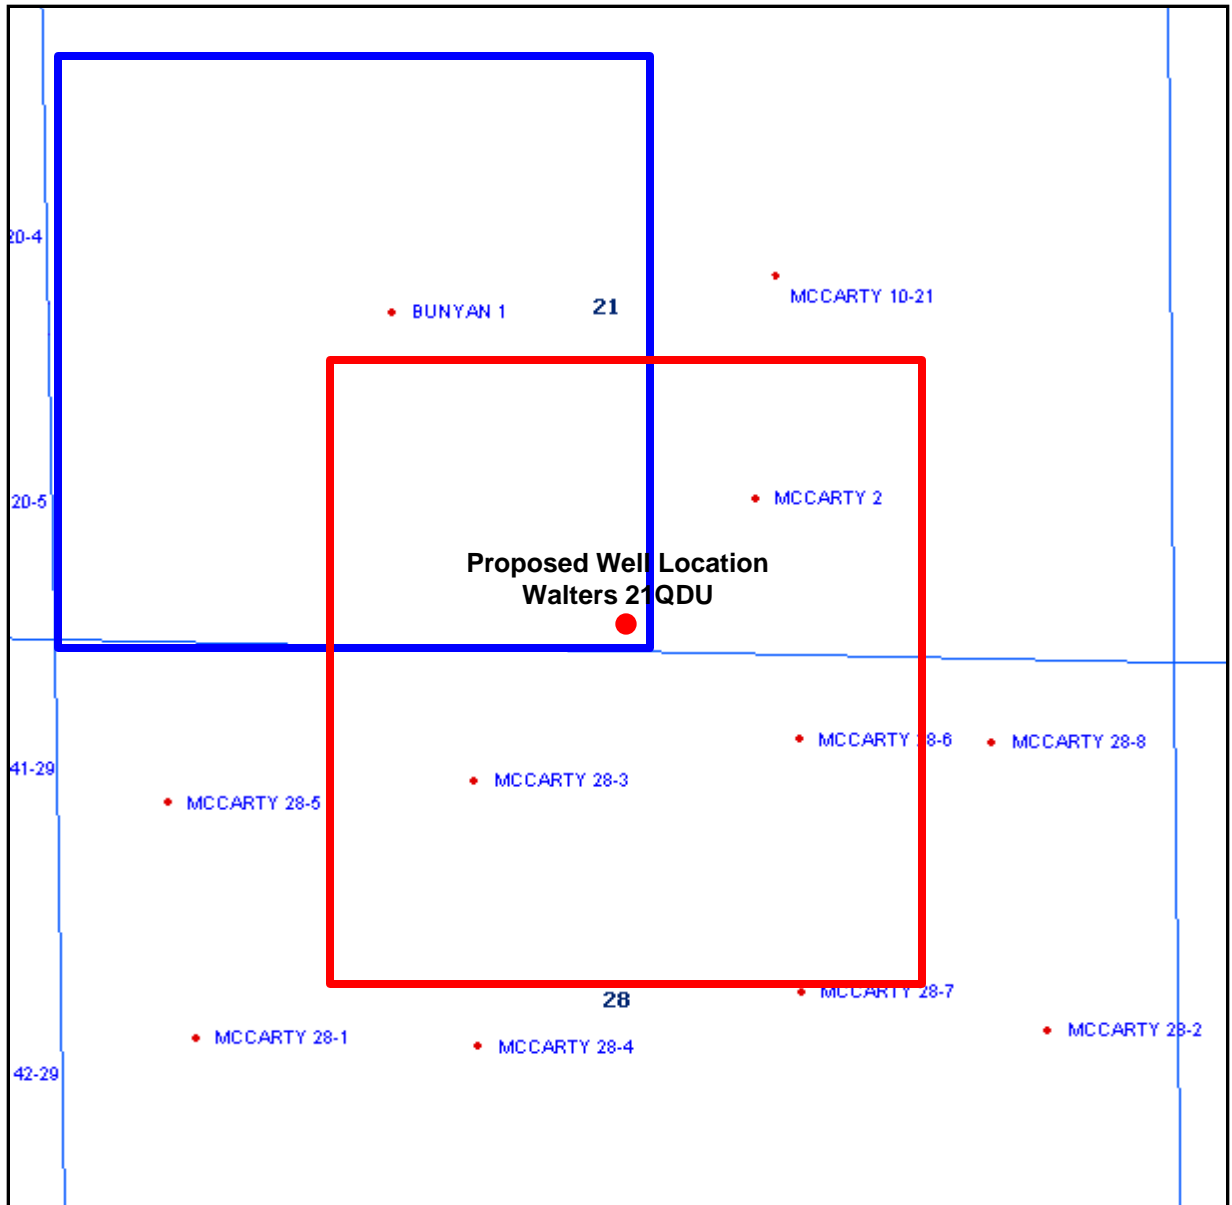 20-4
MCCARTY 10-21
BUNYAN 1
21
20-5
MCCARTY 2
Proposed Well Location
Walters 21QDU
MCCARTY 28-6
MCCARTY 28-8
41-29
MCCARTY 28-3
MCCARTY 28-5
MCCARTY 28-7
28
MCCARTY 28-2
MCCARTY 28-1
MCCARTY 28-4
42-29